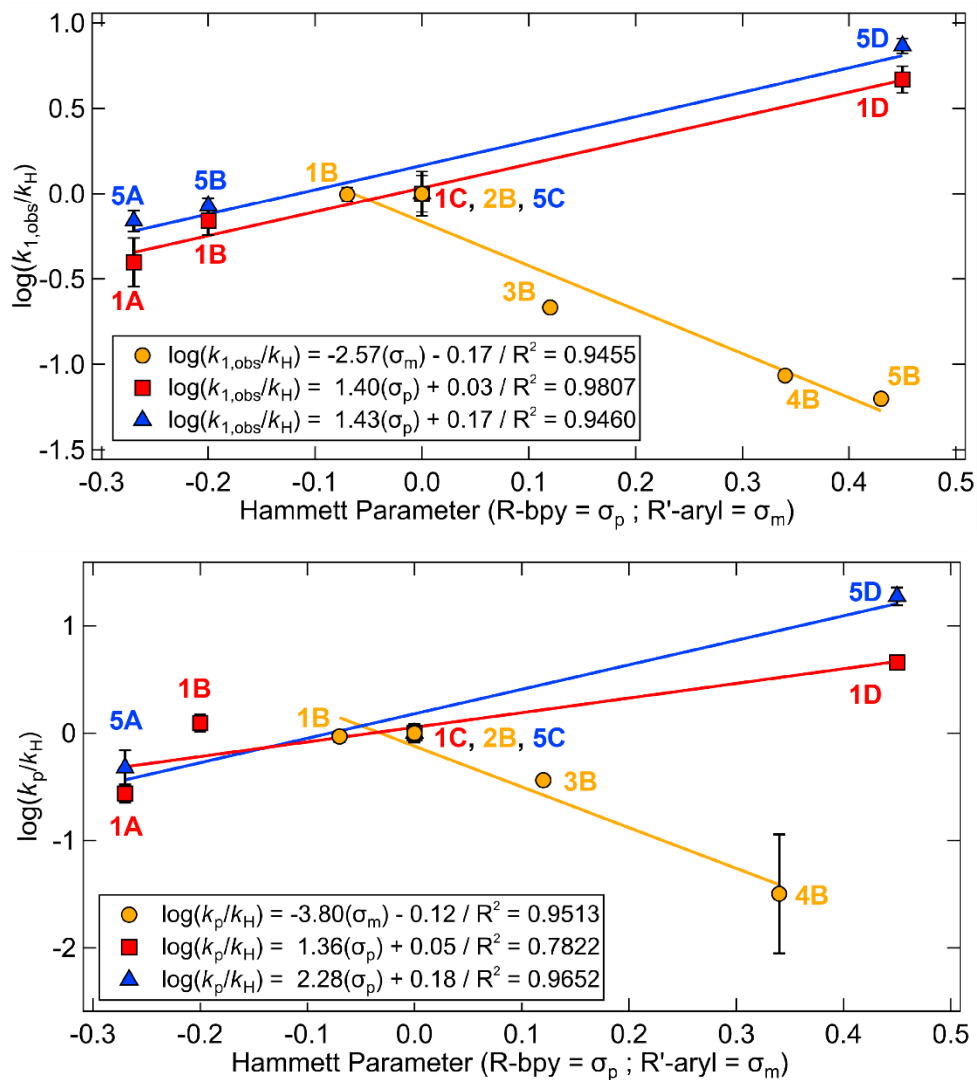 1.0
0.5
0.0
-0.5
-1.0
-1.5
log(k1,obs/kH)
5D
1D
1B
5A
5B
1C, 2B, 5C
1B
1A
3B
4B
5B
log(k1,obs/kH) = -2.57(σm) - 0.17 / R² = 0.9455
log(k1,obs/kH) = 1.40(σp) + 0.03 / R² = 0.9807
log(k1,obs/kH) = 1.43(σp) + 0.17 / R² = 0.9460
-0.3 -0.2 -0.1 0.0 0.1 0.2 0.3 0.4 0.5
Hammett Parameter (R-bpy = σp ; R'-aryl = σm)
1
0
-1
-2
log(kp/kH)
5D
1D
1B
5A
1B
1C, 2B, 5C
1A
3B
4B
log(kp/kH) = -3.80(σm) - 0.12 / R² = 0.9513
log(kp/kH) = 1.36(σp) + 0.05 / R² = 0.7822
log(kp/kH) = 2.28(σp) + 0.18 / R² = 0.9652
-0.3 -0.2 -0.1 0.0 0.1 0.2 0.3 0.4 0.5
Hammett Parameter (R-bpy = σp ; R'-aryl = σm)